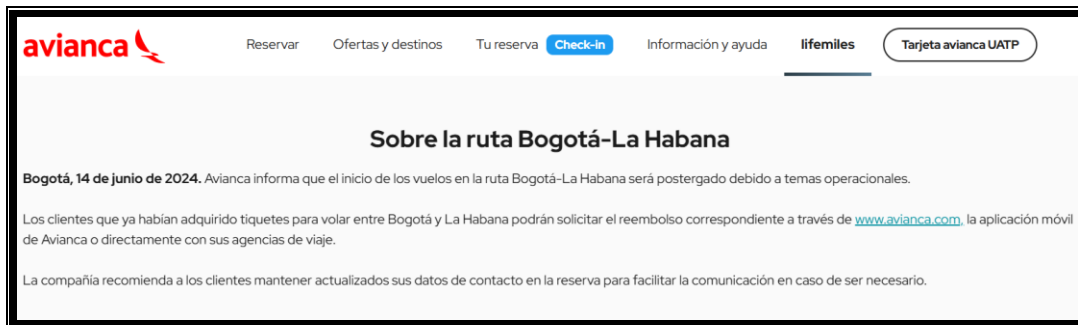 avianca
Reservar
Ofertas y destinos
Tu reserva Check-in
Información y ayuda
lifemiles
Tarjeta avianca UATP
Sobre la ruta Bogotá-La Habana
Bogotá, 14 de junio de 2024. Avianca informa que el inicio de los vuelos en la ruta Bogotá-La Habana será postergado debido a temas operacionales.
Los clientes que ya habían adquirido tiquetes para volar entre Bogotá y La Habana podrán solicitar el reembolso correspondiente a través de www.avianca.com, la aplicación móvil
de Avianca o directamente con sus agencias de viaje.
La compañía recomienda a los clientes mantener actualizados sus datos de contacto en la reserva para facilitar la comunicación en caso de ser necesario.